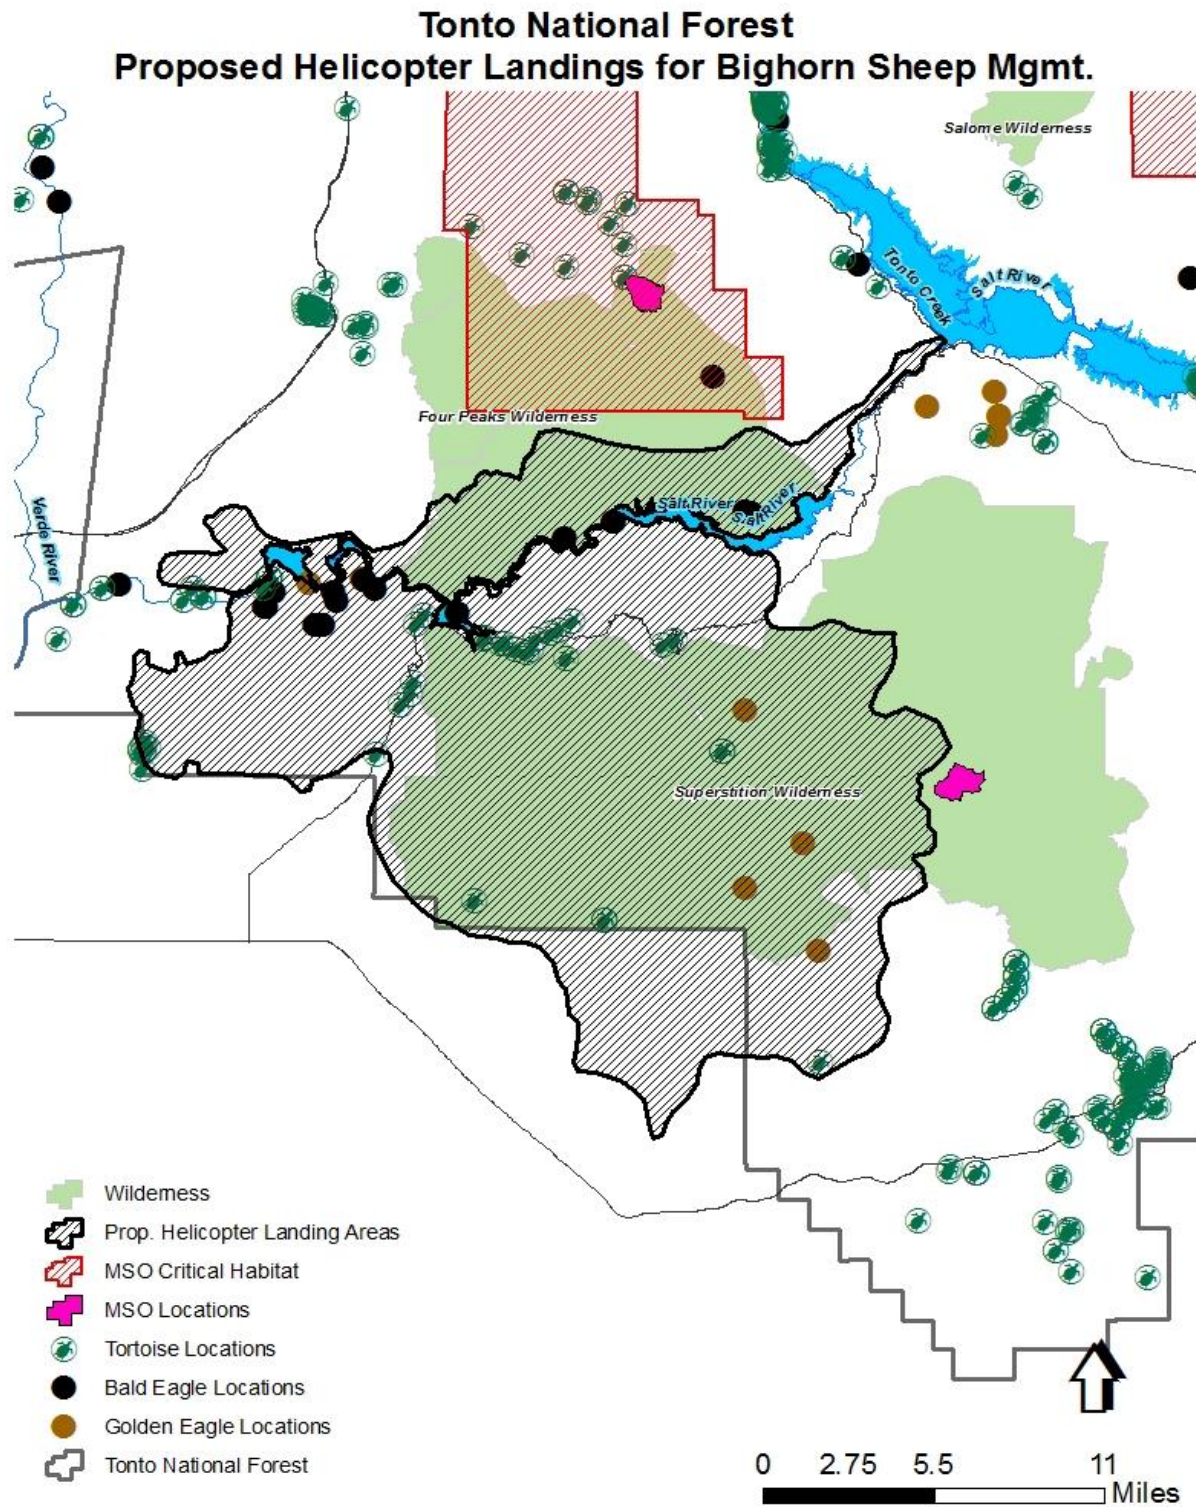 Tonto National Forest
Proposed Helicopter Landings for Bighorn Sheep Mgmt.
Salome Wilderness
Tonto Creek
Salt River
Four Peaks Wilderness
Verde River
Salt River
Salt River
Superstition Wilderness
Wilderness
Prop. Helicopter Landing Areas
MSO Critical Habitat
MSO Locations
Tortoise Locations
Bald Eagle Locations
Golden Eagle Locations
Tonto National Forest
0 2.75 5.5 11
Miles